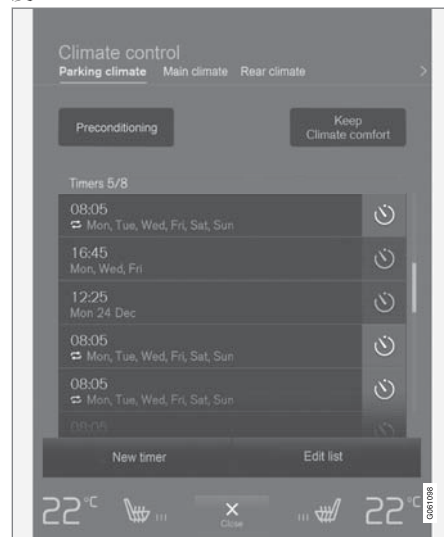 Climate control
Parking climate Main climate Rear climate >
Preconditioning
Keep
Climate comfort
Timers 5/8
08:05
Mon, Tue, Wed, Fri, Sat, Sun
16:45
Mon, Wed, Fri
12:25
Mon 24 Dec
08:05
Mon, Tue, Wed, Fri, Sat, Sun
08:05
Mon, Tue, Wed, Fri, Sat, Sun
08:05
New timer Edit list
22°C 22°C
Close
G061098